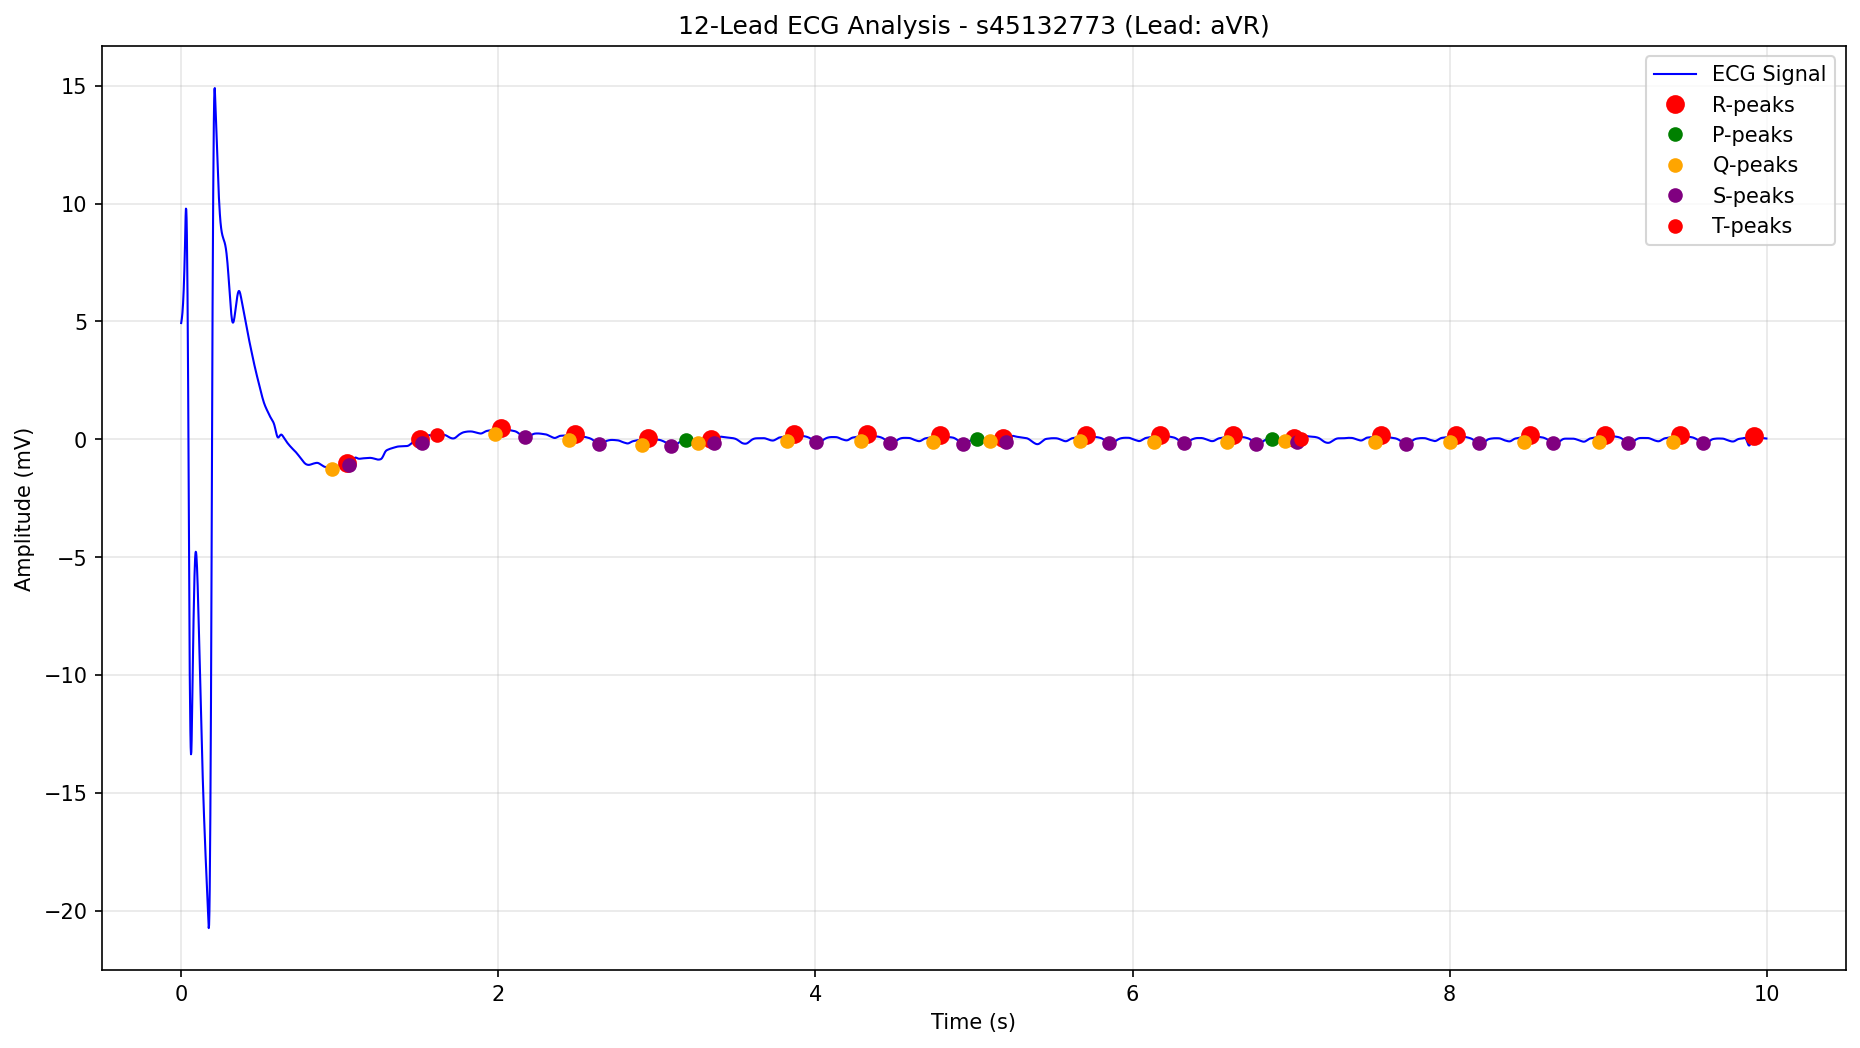 12-Lead ECG Analysis - s45132773 (Lead: aVR)
ECG Signal
R-peaks
P-peaks
Q-peaks
S-peaks
T-peaks
Amplitude (mV)
15
10
5
0
−5
−10
−15
−20
0 2 4 6 8 10
Time (s)